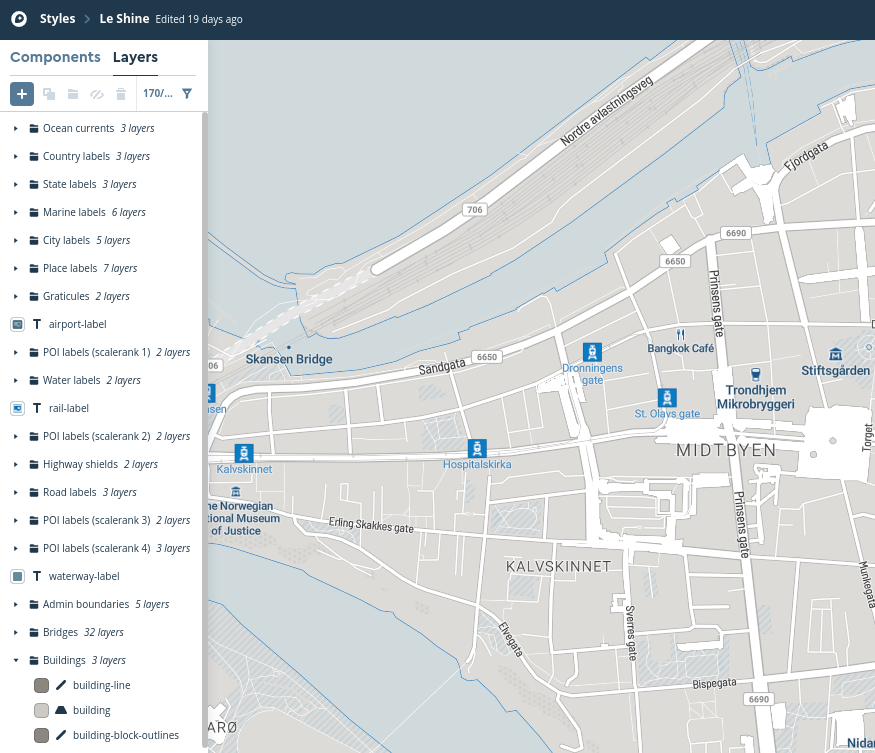 Styles > Le Shine Edited 19 days ago
Components Layers
170/...
Ocean currents 3 layers
Country labels 3 layers
State labels 3 layers
Marine labels 6 layers
City labels 5 layers
Place labels 7 layers
Graticules 2 layers
T airport-label
POI labels (scalerank 1) 2 layers
Water labels 2 layers
T rail-label
POI labels (scalerank 2) 2 layers
Highway shields 2 layers
Road labels 3 layers
POI labels (scalerank 3) 2 layers
POI labels (scalerank 4) 3 layers
T waterway-label
Admin boundaries 5 layers
Bridges 32 layers
Buildings 3 layers
building-line
building
building-block-outlines
Nordre avlastningsveg
Fjordgata
706
6690
6650
Prinsens gate
06
Skansen Bridge
Sandgata
6650
Dronningens
gate
Bangkok Café
Stiftsgården
nsen
St. Olavs gate
Trondhjem
Mikrobryggeri
Kalvskinnet
Hospitalskirka
MIDTBYEN
Torget
he Norwegian
tional Museum
of Justice
Erling Skakkes gate
Prinsens gate
KALVSKINNET
Munkegata
Sverres gate
Elvegata
Bispegata
6690
ARØ
Nidar